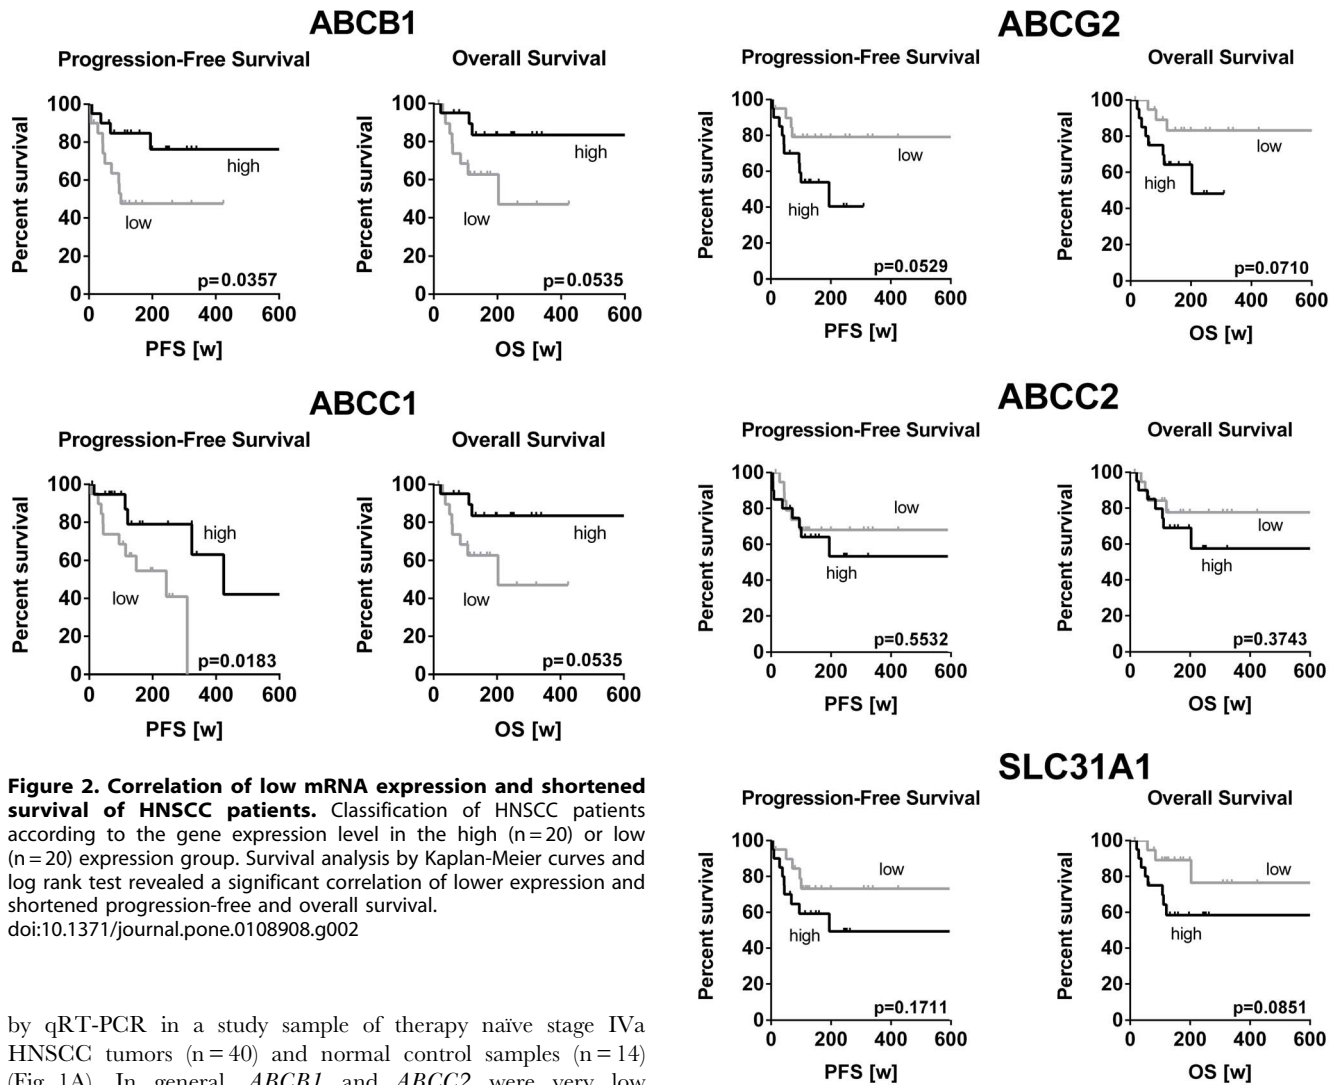 ABCB1
Progression-Free Survival
Overall Survival
Percent survival
100
80
60
40
20
0
high
low
p=0.0357
0 200 400 600
PFS [w]
Percent survival
100
80
60
40
20
0
high
low
p=0.0535
0 200 400 600
OS [w]
ABCC1
Progression-Free Survival
Overall Survival
Percent survival
100
80
60
40
20
0
high
low
p=0.0183
0 200 400 600
PFS [w]
Percent survival
100
80
60
40
20
0
high
low
p=0.0535
0 200 400 600
OS [w]
Figure 2. Correlation of low mRNA expression and shortened
survival of HNSCC patients. Classification of HNSCC patients
according to the gene expression level in the high (n = 20) or low
(n = 20) expression group. Survival analysis by Kaplan-Meier curves and
log rank test revealed a significant correlation of lower expression and
shortened progression-free and overall survival.
doi:10.1371/journal.pone.0108908.g002
by qRT-PCR in a study sample of therapy naïve stage IVa
HNSCC tumors (n = 40) and normal control samples (n = 14)
(Fig. 1A). In general, ABCB1 and ABCC2 were very low
ABCG2
Progression-Free Survival
Overall Survival
Percent survival
100
80
60
40
20
0
low
high
p=0.0529
0 200 400 600
PFS [w]
Percent survival
100
80
60
40
20
0
low
high
p=0.0710
0 200 400 600
OS [w]
ABCC2
Progression-Free Survival
Overall Survival
Percent survival
100
80
60
40
20
0
low
high
p=0.5532
0 200 400 600
PFS [w]
Percent survival
100
80
60
40
20
0
low
high
p=0.3743
0 200 400 600
OS [w]
SLC31A1
Progression-Free Survival
Overall Survival
Percent survival
100
80
60
40
20
0
low
high
p=0.1711
0 200 400 600
PFS [w]
Percent survival
100
80
60
40
20
0
low
high
p=0.0851
0 200 400 600
OS [w]